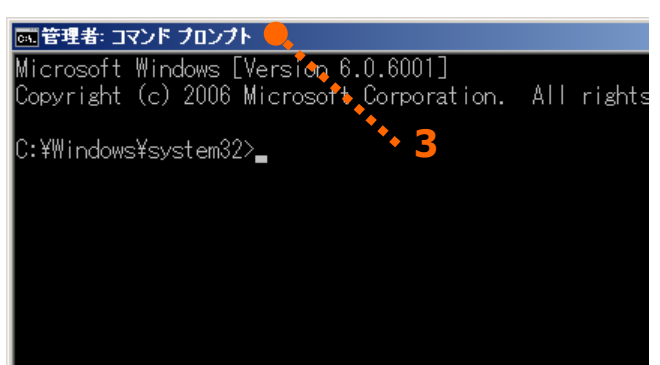 管理者: コマンド プロンプト
Microsoft Windows [Version 6.0.6001]
Copyright (c) 2006 Microsoft Corporation.  All rights
C:¥Windows¥system32>
3